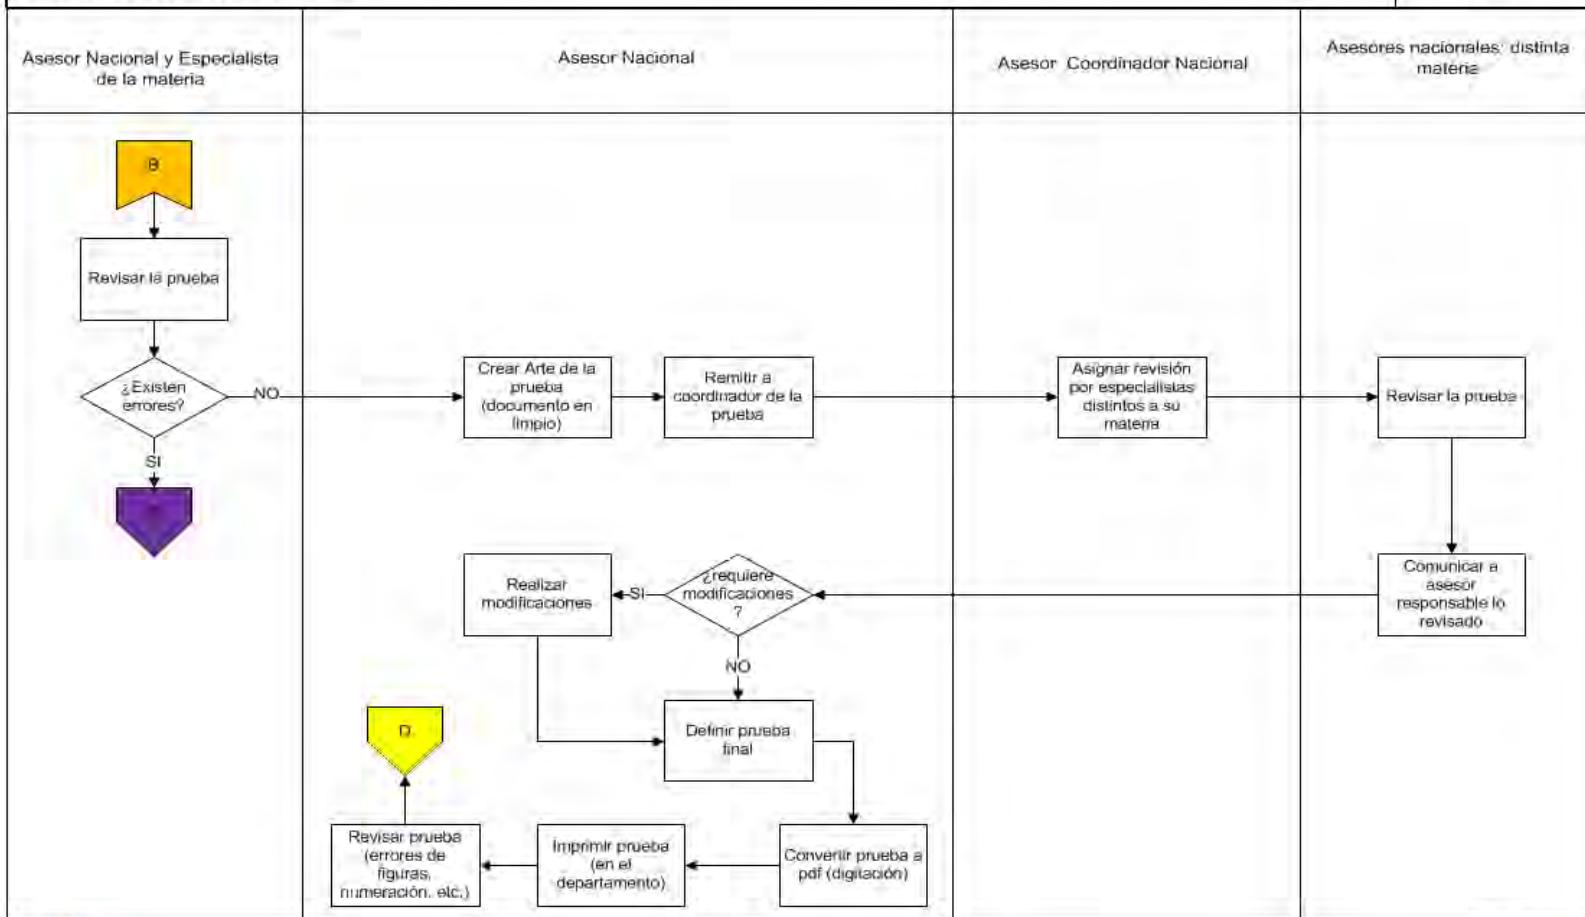 Asesor Nacional y Especialista
de la materia
Asesor Nacional
Asesor Coordinador Nacional
Asesores nacionales: distinta
materia
B
Revisar la prueba
¿Existen
errores?
NO
SI
Crear Arte de la
prueba
(documento en
limpio)
Remitir a
coordinador de la
prueba
Asignar revisión
por especialistas
distintos a su
materia
Revisar la prueba
Comunicar a
asesor
responsable lo
revisado
¿requiere
modificaciones
?
SI
Realizar
modificaciones
NO
Definir prueba
final
D
Convertir prueba a
pdf (digitación)
Imprimir prueba
(en el
departamento)
Revisar prueba
(errores de
figuras,
numeración, etc.)